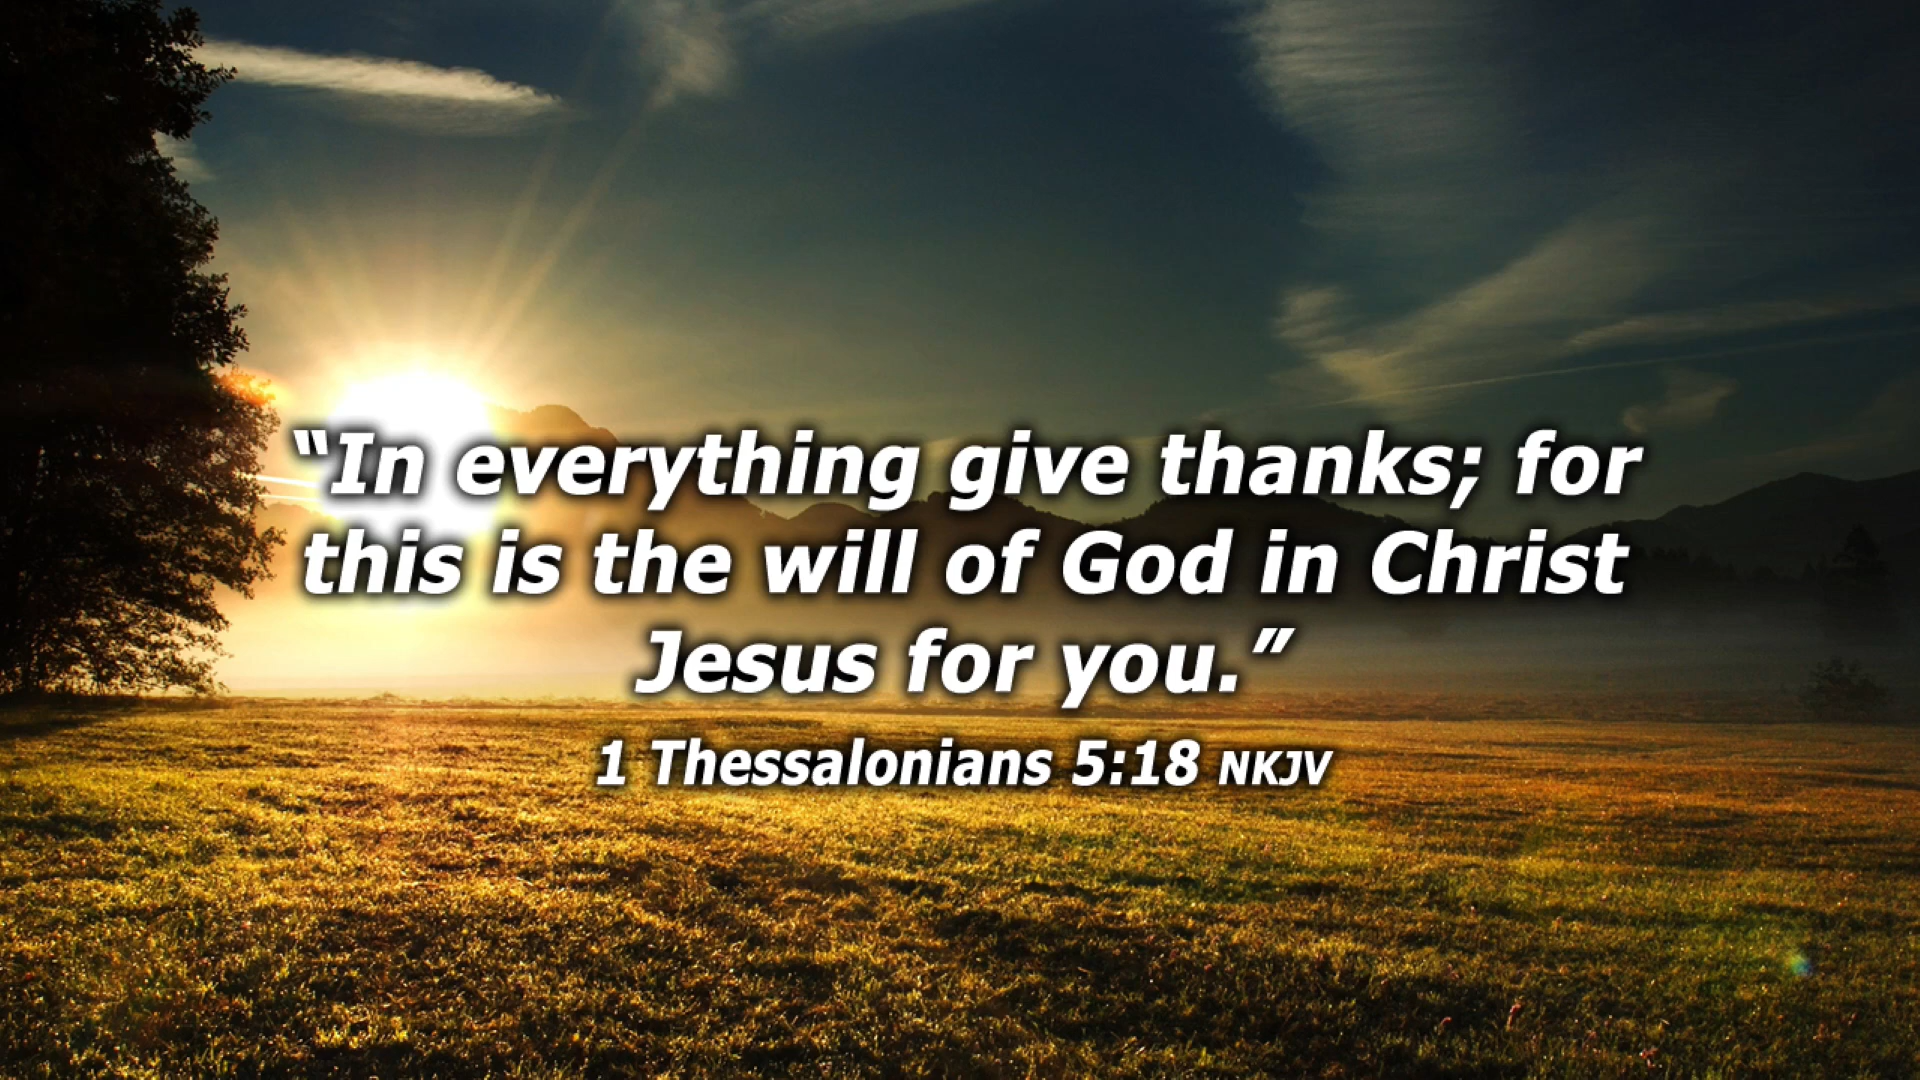 “In everything give thanks; for
this is the will of God in Christ
Jesus for you.”
1 Thessalonians 5:18 NKJV